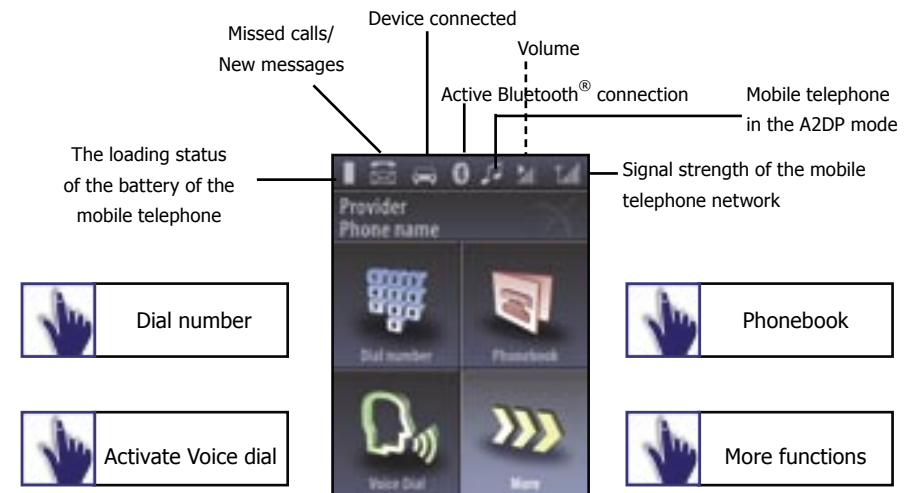 Device connected
Missed calls/
New messages
Volume
Active Bluetooth® connection
Mobile telephone
in the A2DP mode
The loading status
of the battery of the
mobile telephone
Signal strength of the mobile
telephone network
Provider
Phone name
Dial number
Phonebook
Dial number
Phonebook
Activate Voice dial
More functions
Voice Dial
More